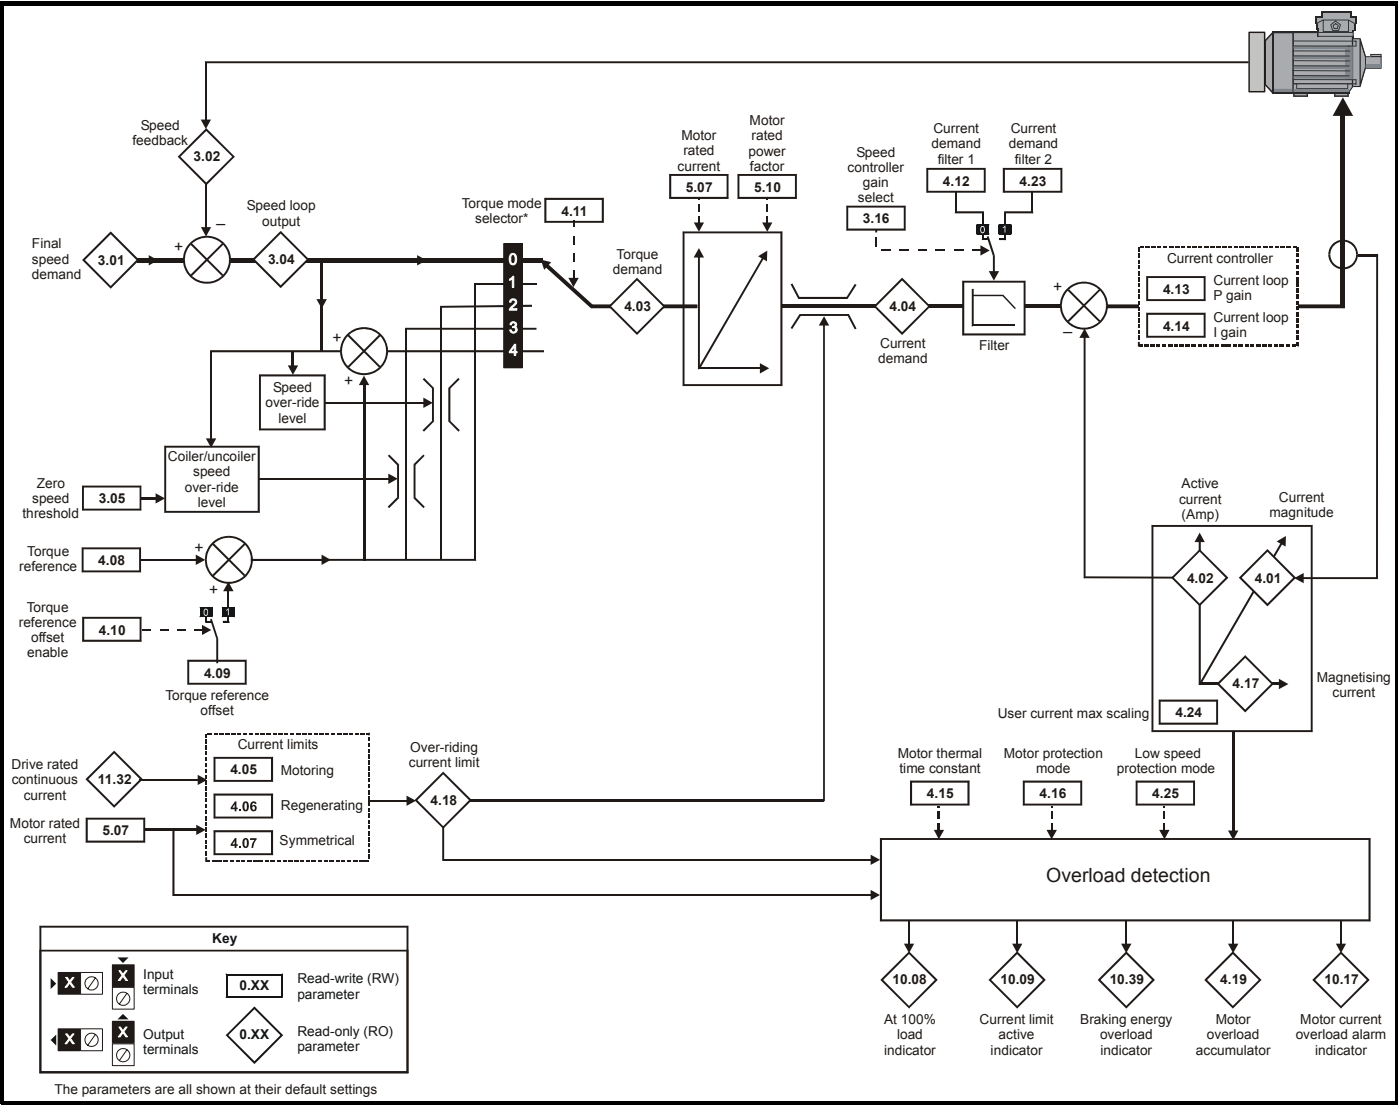 Speed
feedback
3.02
–
Final
speed
demand
3.01
+
Speed loop
output
3.04
Torque mode
selector*
4.11
0
1
2
3
4
Torque
demand
4.03
Motor
rated
current
5.07
Motor
rated
power
factor
5.10
Speed
controller
gain
select
3.16
Current
demand
filter 1
4.12
Current
demand
filter 2
4.23
0
1
4.04
Current
demand
Filter
+
–
Current controller
4.13
Current loop
P gain
4.14
Current loop
I gain
+
+
Speed
over-ride
level
Coiler/uncoiler
speed
over-ride
level
Zero
speed
threshold
3.05
Torque
reference
4.08
+
+
0
1
Torque
reference
offset
enable
4.10
4.09
Torque reference
offset
Active
current
(Amp)
Current
magnitude
4.02
4.01
4.17
Magnetising
current
User current max scaling
4.24
Drive rated
continuous
current
11.32
Motor rated
current
5.07
Current limits
4.05
Motoring
4.06
Regenerating
4.07
Symmetrical
Over-riding
current limit
4.18
Motor thermal
time constant
4.15
Motor protection
mode
4.16
Low speed
protection mode
4.25
Overload detection
10.08
At 100%
load
indicator
10.09
Current limit
active
indicator
10.39
Braking energy
overload
indicator
4.19
Motor
overload
accumulator
10.17
Motor current
overload alarm
indicator
Key
X
X
Input
terminals
0.XX
Read-write (RW)
parameter
X
X
Output
terminals
0.XX
Read-only (RO)
parameter
The parameters are all shown at their default settings